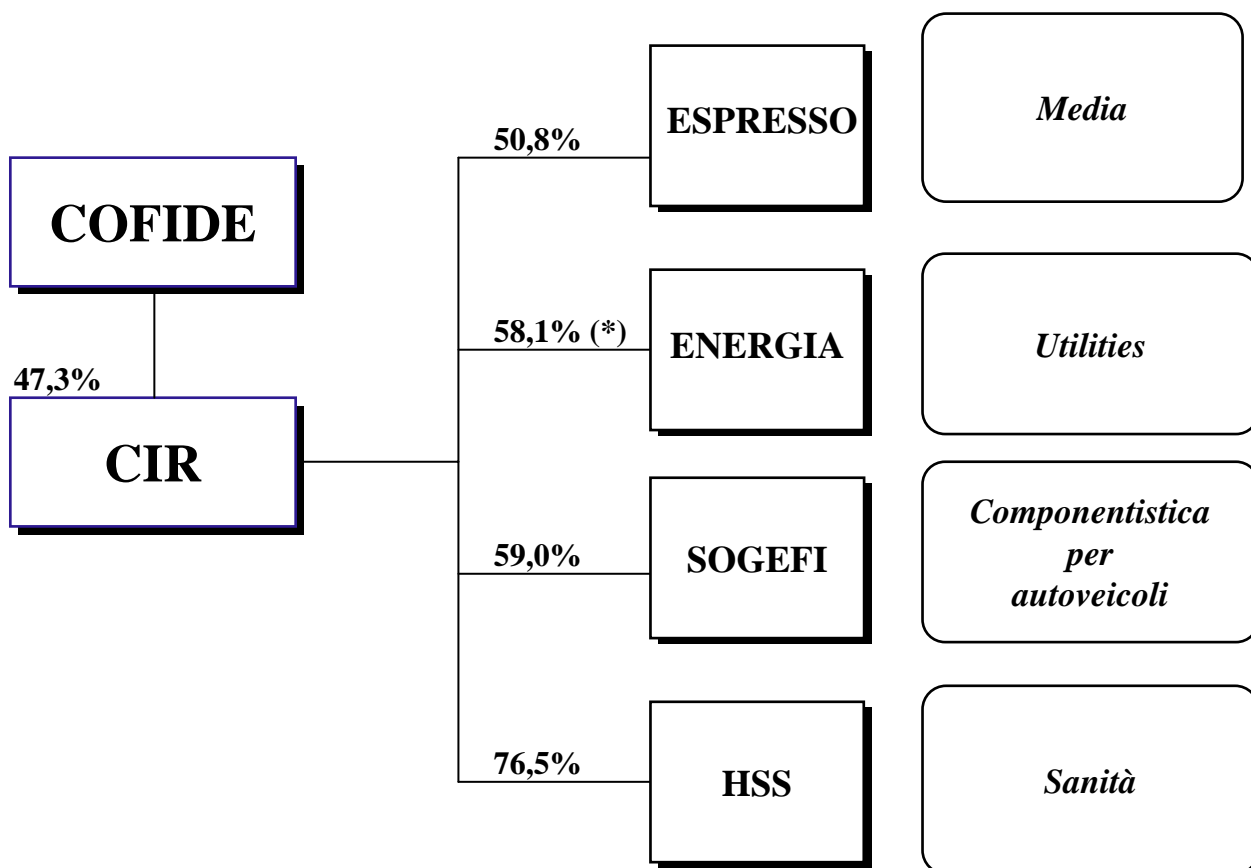 COFIDE
47,3%
CIR
50,8%
ESPRESSO
Media
58,1% (*)
ENERGIA
Utilities
59,0%
SOGEFI
Componentistica
per
autoveicoli
76,5%
HSS
Sanità